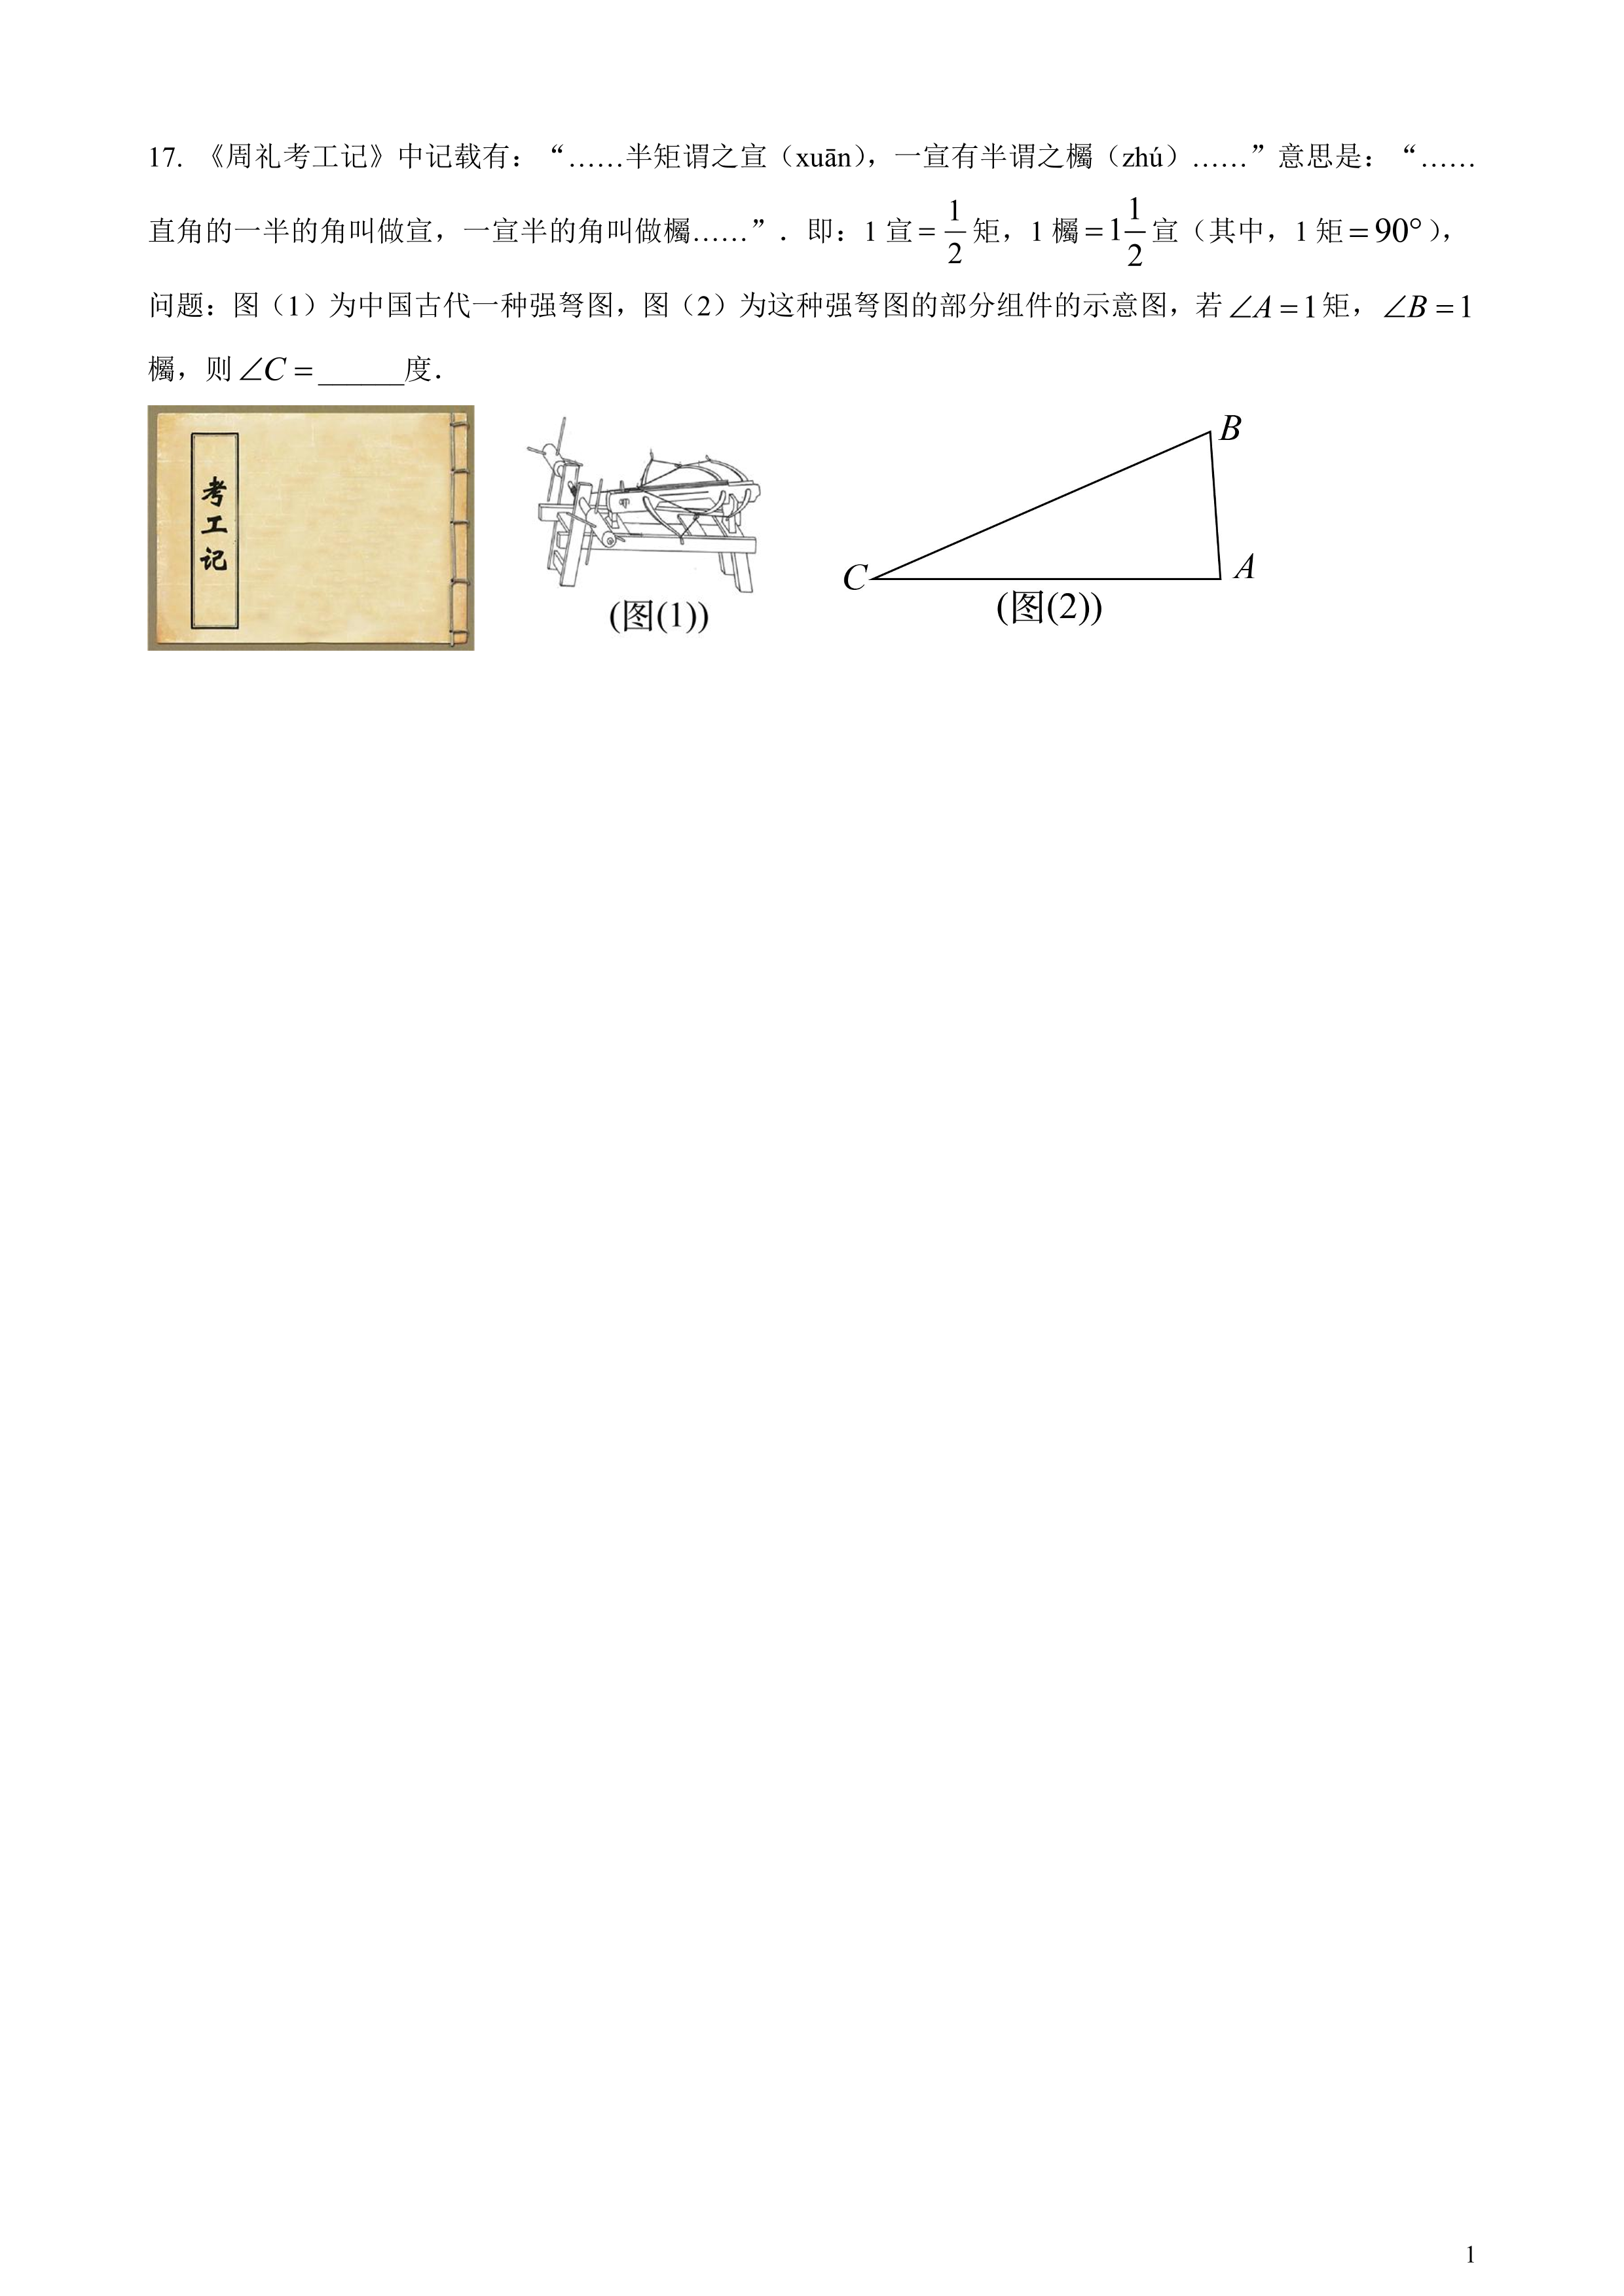 17. 《周礼考工记》中记载有：“……半矩谓之宣（xuān），一宣有半谓之欘（zhú）……”意思是：“……
直角的一半的角叫做宣，一宣半的角叫做欘……”．即：1 宣 = 1/2 矩，1 欘 = 1 1/2 宣（其中，1 矩 = 90°），
问题：图（1）为中国古代一种强弩图，图（2）为这种强弩图的部分组件的示意图，若 ∠A = 1 矩，∠B = 1
欘，则 ∠C = ______度．
考
工
记
(图(1))
B
C
A
(图(2))
1